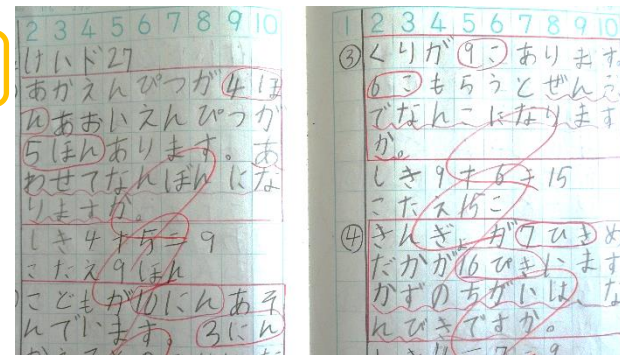 2 3 4 5 6 7 8 9 10
けいド27
あかえんぴつが4ほ
んあおいえんぴつが
5ほんあります。あ
わせてなんぼんにな
りますか。
しき4+5=9
こたえ9ほん
こどもが10にんあそ
んでいます。3にん
1 2 3 4 5 6 7 8 9 10
③くりが9こあります
6こもらうとぜんぶ
でなんこになります
か。
しき9+6=15
こたえ15こ
④きんぎょが7ひきめ
だかが16ぴきいます
かずのちがいは、な
んびきですか。